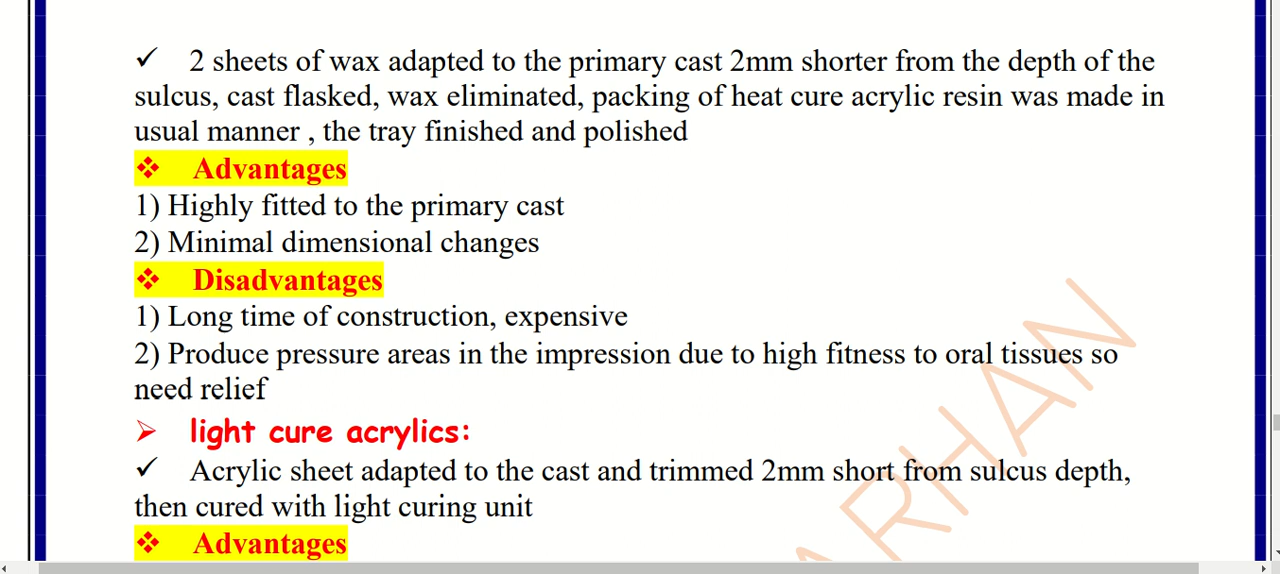 ✓ 2 sheets of wax adapted to the primary cast 2mm shorter from the depth of the
sulcus, cast flasked, wax eliminated, packing of heat cure acrylic resin was made in
usual manner , the tray finished and polished
❖ Advantages
1) Highly fitted to the primary cast
2) Minimal dimensional changes
❖ Disadvantages
1) Long time of construction, expensive
2) Produce pressure areas in the impression due to high fitness to oral tissues so
need relief
➢ light cure acrylics:
✓ Acrylic sheet adapted to the cast and trimmed 2mm short from sulcus depth,
then cured with light curing unit
❖ Advantages
ARHAN